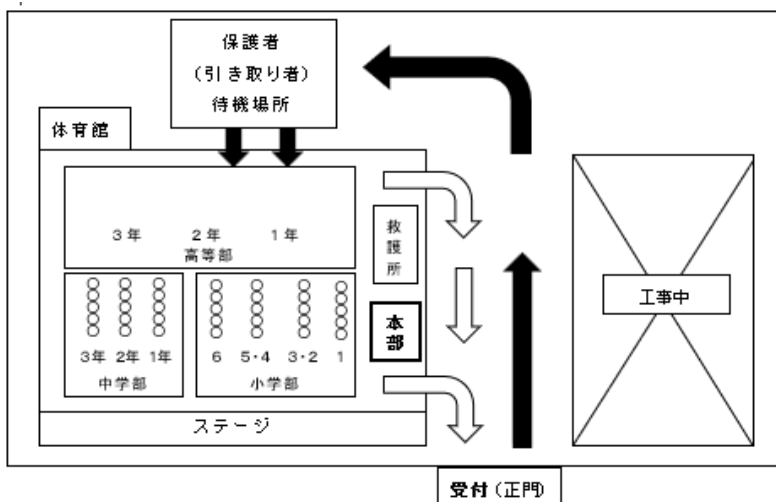 保護者
（引き取り者）
待機場所
体育館
3年 2年 1年
高等部
救護所
工事中
本部
3年 2年 1年
中学部
6 5・4 3・2 1
小学部
ステージ
受付（正門）